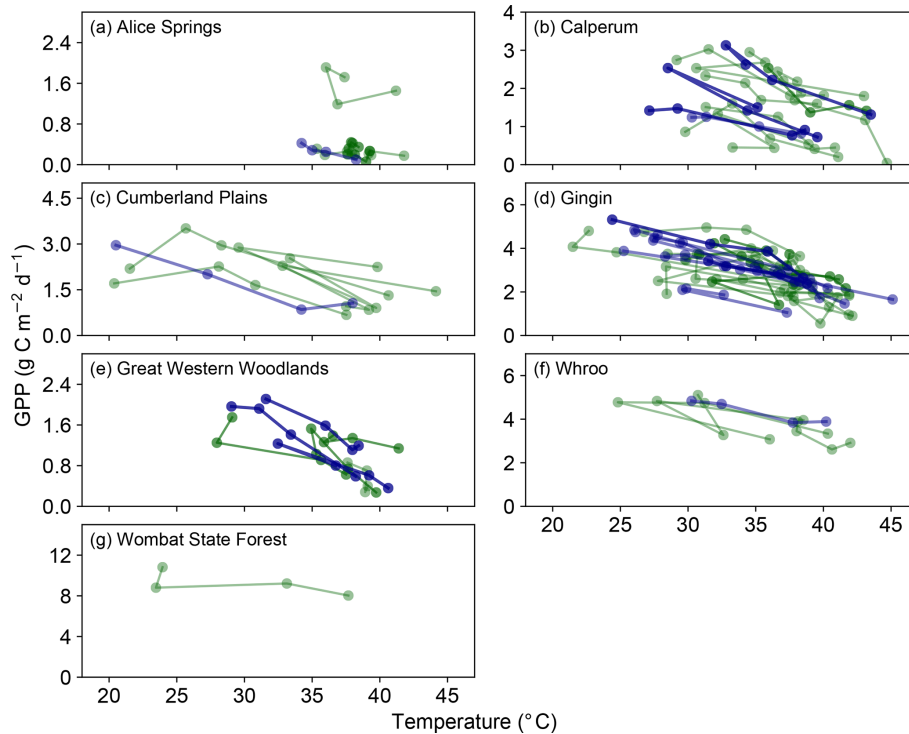 (a) Alice Springs
2.4
1.6
0.8
0.0
(b) Calperum
4
3
2
1
0
(c) Cumberland Plains
4.5
3.0
1.5
0.0
(d) Gingin
6
4
2
0
GPP (g C m⁻² d⁻¹)
(e) Great Western Woodlands
2.4
1.6
0.8
0.0
(f) Whroo
6
4
2
0
20 25 30 35 40 45
(g) Wombat State Forest
12
8
4
0
20 25 30 35 40 45
Temperature (°C)